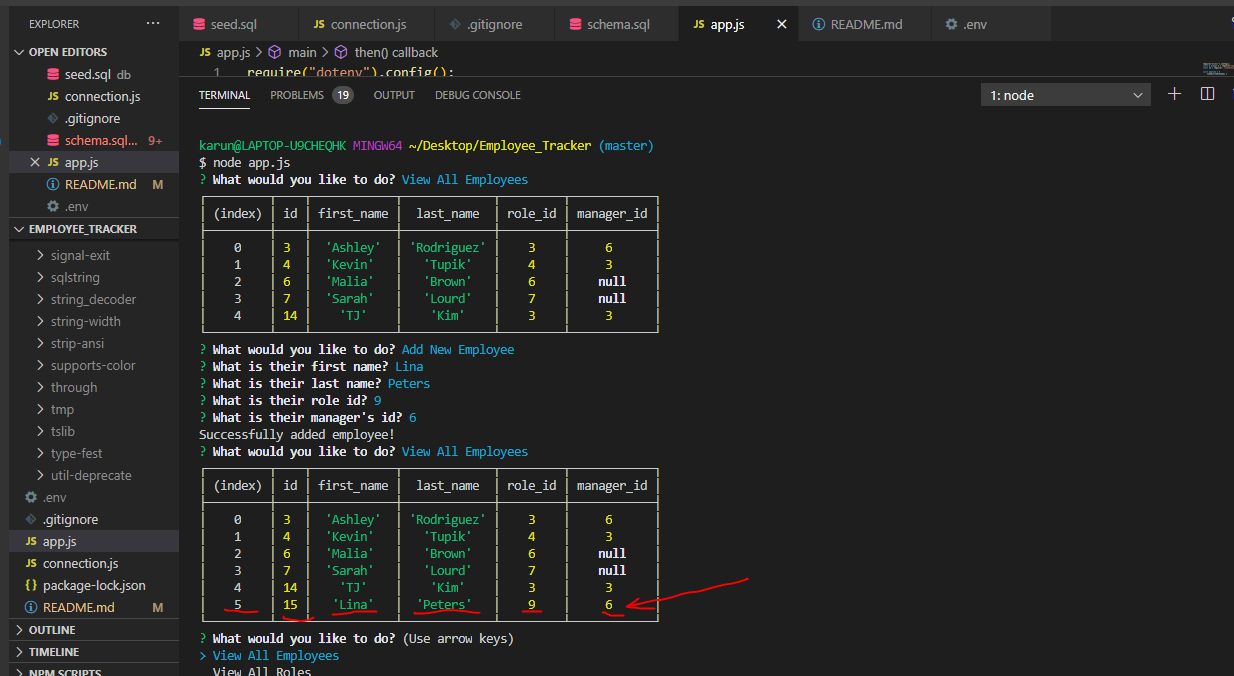 EXPLORER ...
OPEN EDITORS
seed.sql db
JS connection.js
.gitignore
schema.sql... 9+
JS app.js
README.md M
.env
EMPLOYEE_TRACKER
signal-exit
sqlstring
string_decoder
string-width
strip-ansi
supports-color
through
tmp
tslib
type-fest
util-deprecate
.env
.gitignore
JS app.js
JS connection.js
{} package-lock.json
README.md M
OUTLINE
TIMELINE
NPM SCRIPTS
seed.sql JS connection.js .gitignore schema.sql JS app.js README.md .env
JS app.js > main > then() callback
1 require("dotenv").config();
TERMINAL PROBLEMS 19 OUTPUT DEBUG CONSOLE 1: node
karun@LAPTOP-U9CHEQHK MINGW64 ~/Desktop/Employee_Tracker (master)
$ node app.js
? What would you like to do? View All Employees
(index) id first_name last_name role_id manager_id
0 3 'Ashley' 'Rodriguez' 3 6
1 4 'Kevin' 'Tupik' 4 3
2 6 'Malia' 'Brown' 6 null
3 7 'Sarah' 'Lourd' 7 null
4 14 'TJ' 'Kim' 3 3
? What would you like to do? Add New Employee
? What is their first name? Lina
? What is their last name? Peters
? What is their role id? 9
? What is their manager's id? 6
Successfully added employee!
? What would you like to do? View All Employees
(index) id first_name last_name role_id manager_id
0 3 'Ashley' 'Rodriguez' 3 6
1 4 'Kevin' 'Tupik' 4 3
2 6 'Malia' 'Brown' 6 null
3 7 'Sarah' 'Lourd' 7 null
4 14 'TJ' 'Kim' 3 3
5 15 'Lina' 'Peters' 9 6
? What would you like to do? (Use arrow keys)
> View All Employees
View All Roles